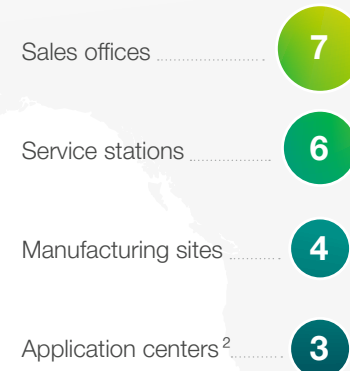 Sales offices 7
Service stations 6
Manufacturing sites 4
Application centers ² 3